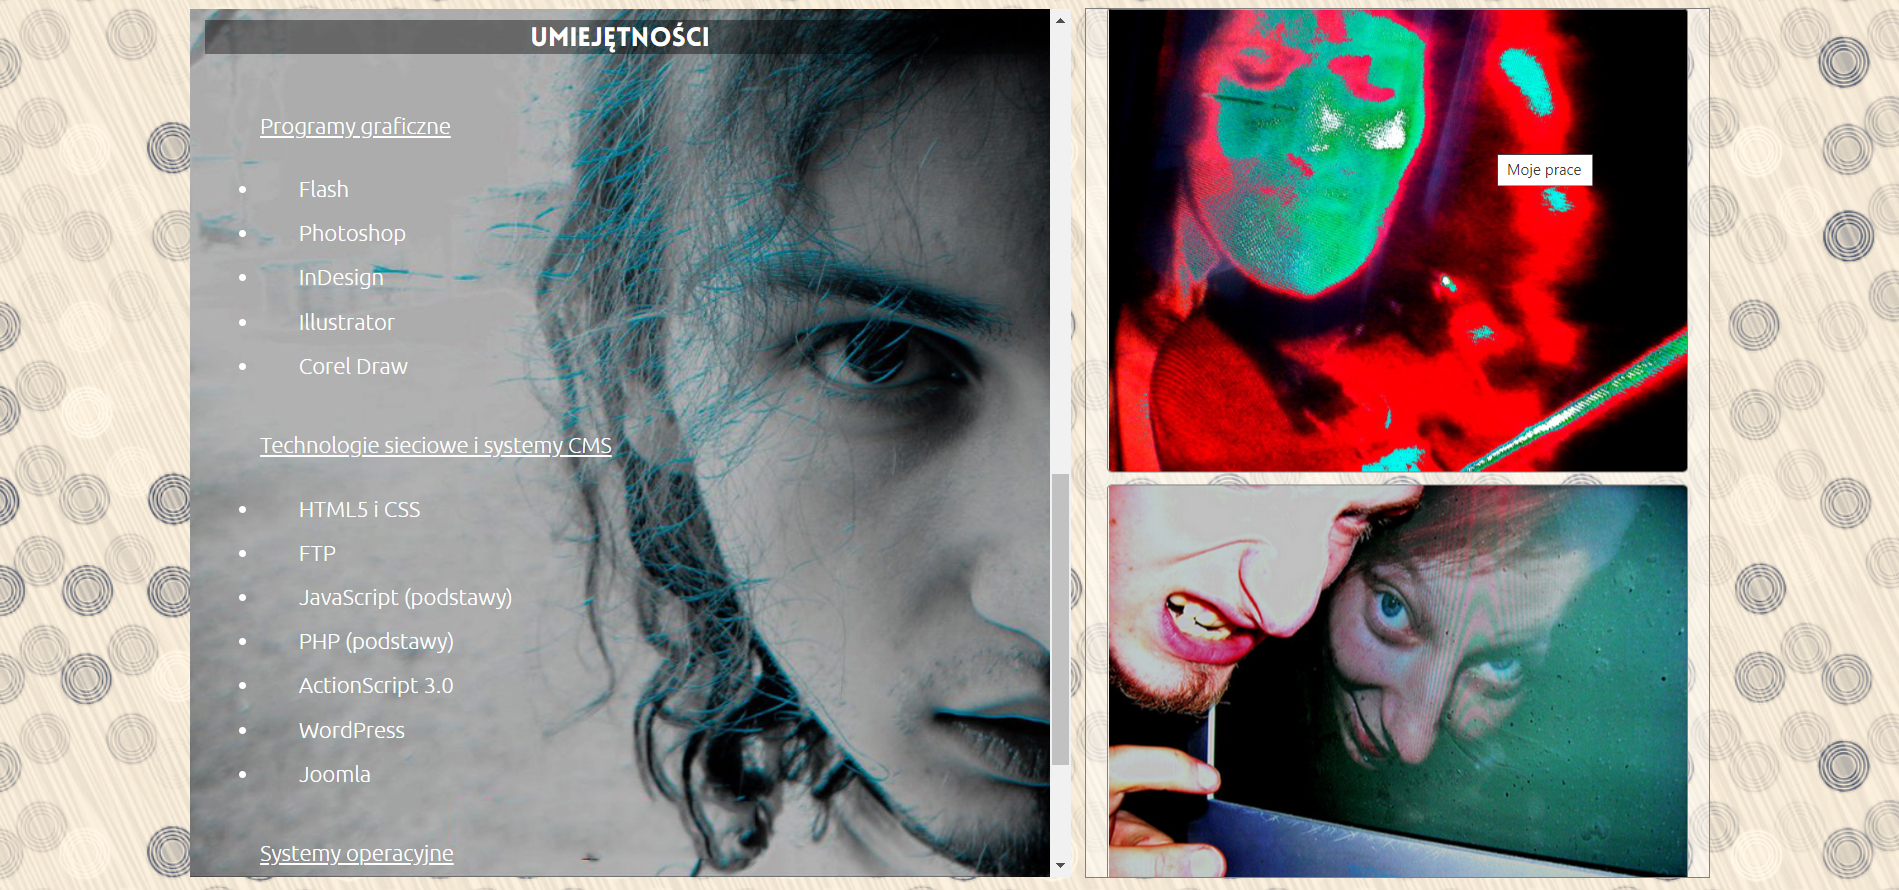 UMIEJĘTNOŚCI
Programy graficzne
Flash
Photoshop
InDesign
Illustrator
Corel Draw
Technologie sieciowe i systemy CMS
HTML5 i CSS
FTP
JavaScript (podstawy)
PHP (podstawy)
ActionScript 3.0
WordPress
Joomla
Systemy operacyjne
Moje prace